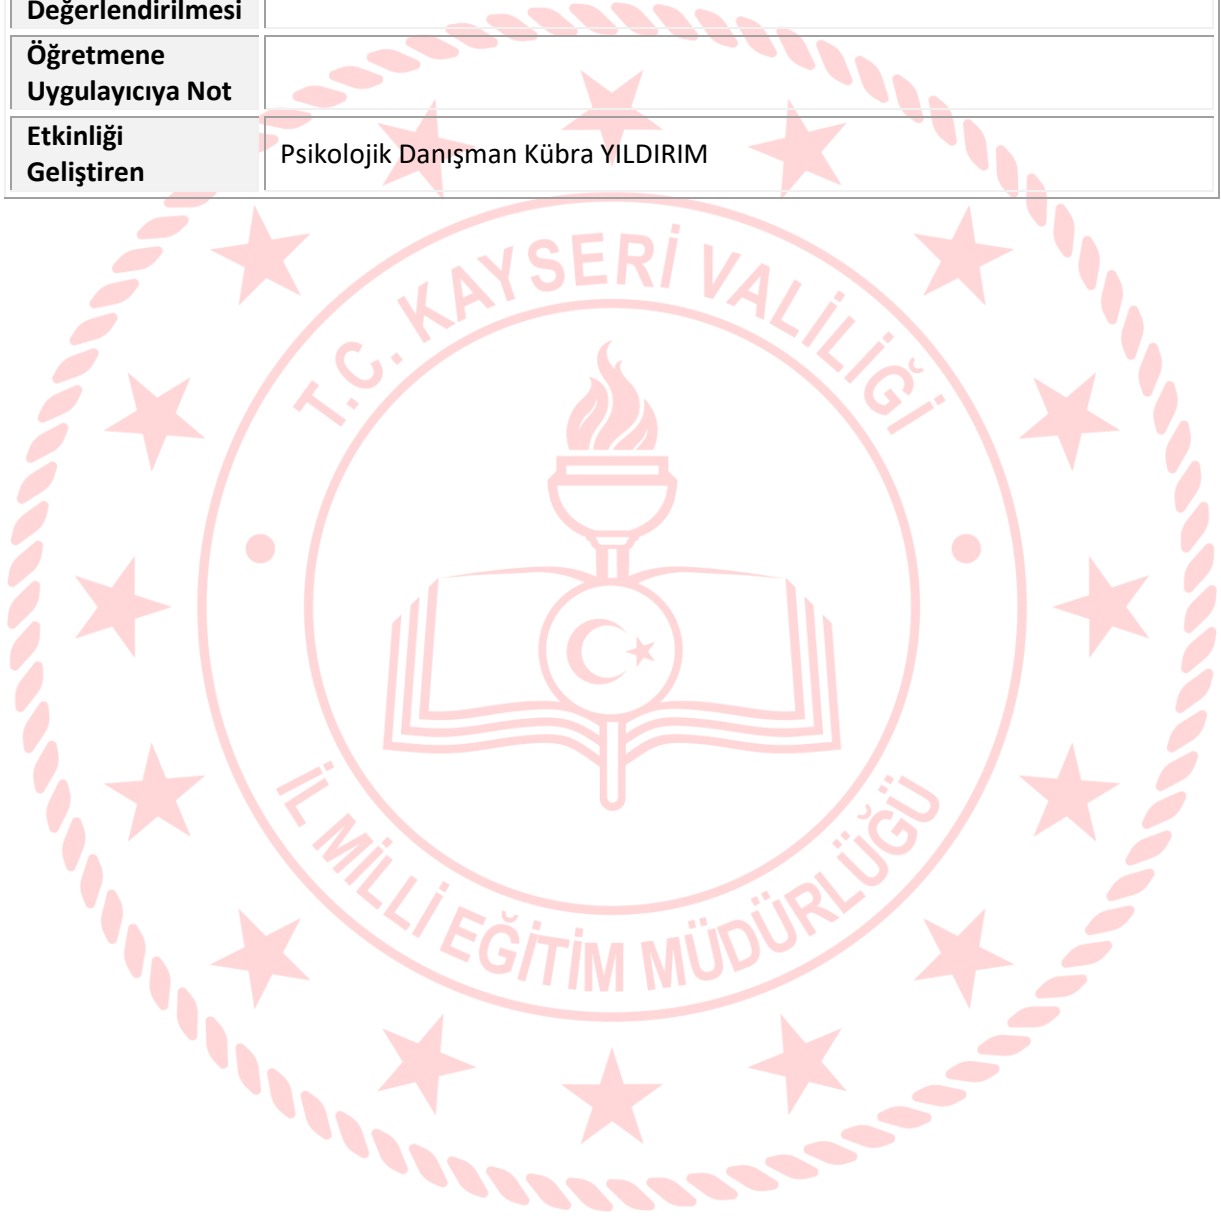 Değerlendirilmesi
Öğretmene
Uygulayıcıya Not
Etkinliği
Geliştiren
Psikolojik Danışman Kübra YILDIRIM
T.C. KAYSERİ VALİLİĞİ
İL MİLLİ EĞİTİM MÜDÜRLÜĞÜ